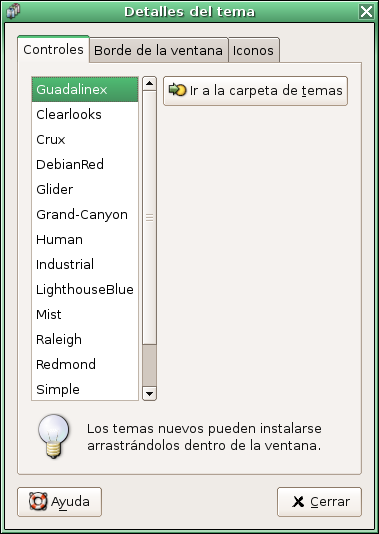 Detalles del tema
Controles
Borde de la ventana
Iconos
Guadalinex
Clearlooks
Crux
DebianRed
Glider
Grand-Canyon
Human
Industrial
LighthouseBlue
Mist
Raleigh
Redmond
Simple
Ir a la carpeta de temas
Los temas nuevos pueden instalarse
arrastrándolos dentro de la ventana.
Ayuda
Cerrar